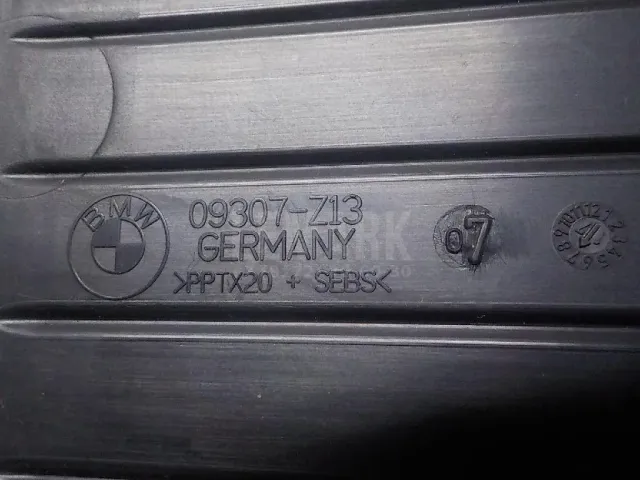 BMW
09307-Z13
GERMANY
>PPTX20 + SEBS<
07